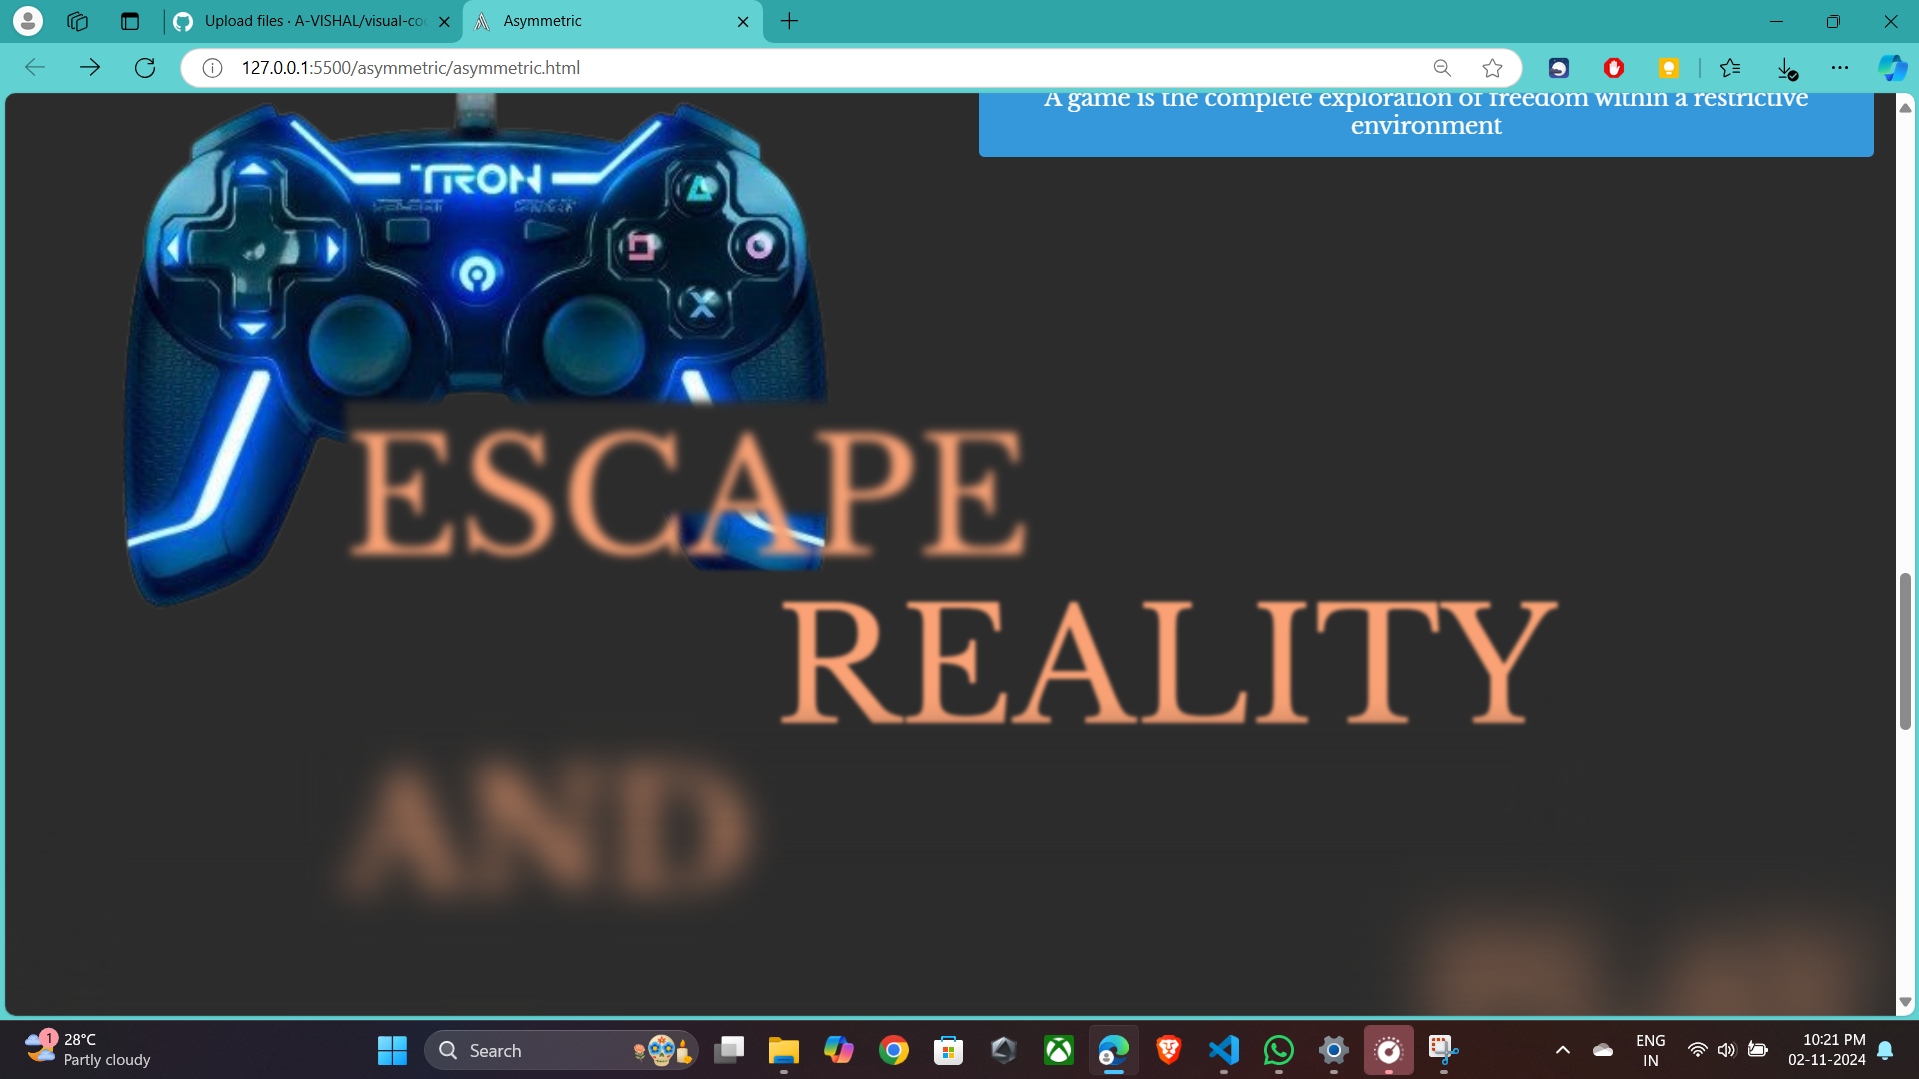 Upload files · A-VISHAL/visual-co
Asymmetric
127.0.0.1:5500/asymmetric/asymmetric.html
A game is the complete exploration of freedom within a restrictive
environment
TRON
SELECT
START
ESCAPE
REALITY
AND
1
28°C
Partly cloudy
Search
ENG
IN
10:21 PM
02-11-2024